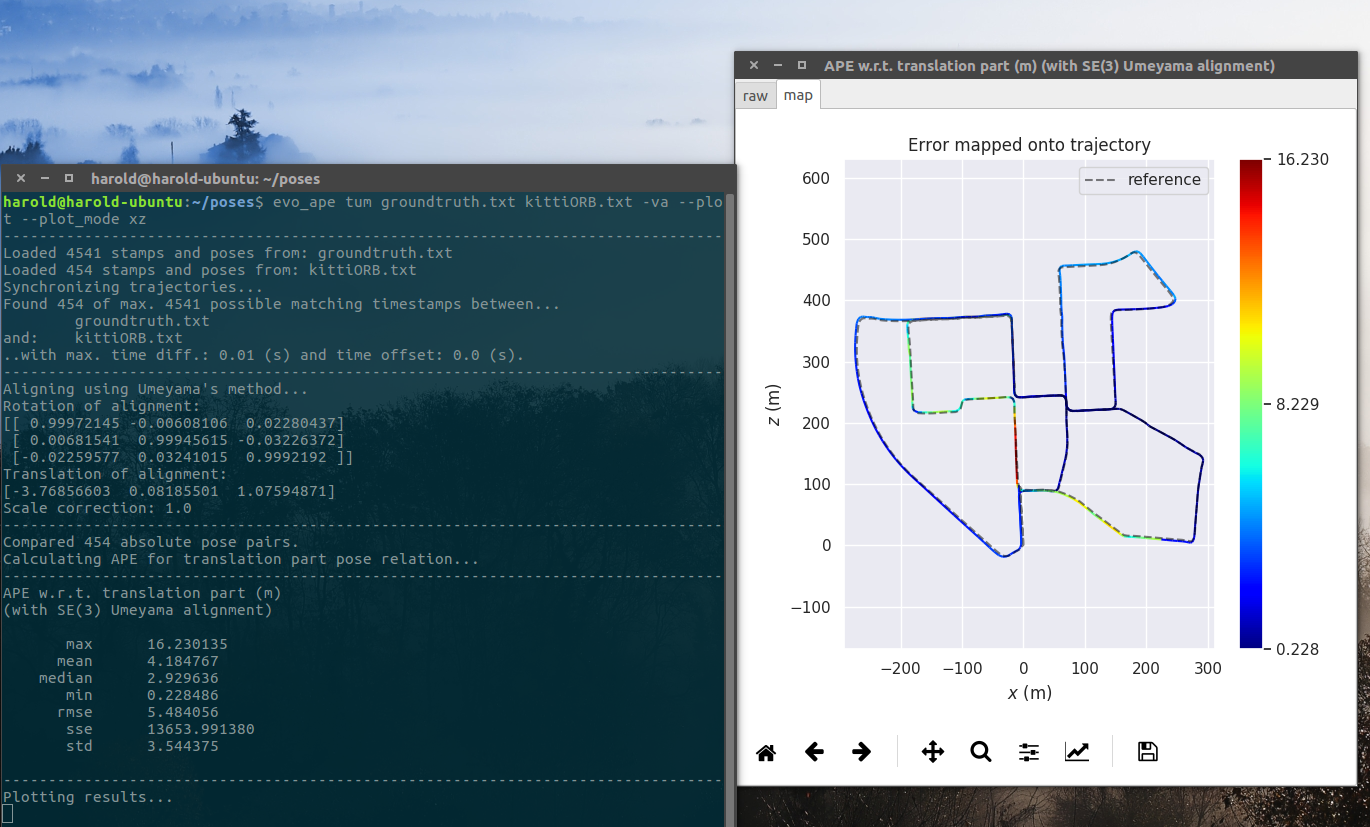 harold@harold-ubuntu: ~/poses
harold@harold-ubuntu:~/poses$ evo_ape tum groundtruth.txt kittiORB.txt -va --plo
t --plot_mode xz
--------------------------------------------------------------------------------
Loaded 4541 stamps and poses from: groundtruth.txt
Loaded 454 stamps and poses from: kittiORB.txt
Synchronizing trajectories...
Found 454 of max. 4541 possible matching timestamps between...
        groundtruth.txt
and:    kittiORB.txt
..with max. time diff.: 0.01 (s) and time offset: 0.0 (s).
--------------------------------------------------------------------------------
Aligning using Umeyama's method...
Rotation of alignment:
[[ 0.99972145 -0.00608106  0.02280437]
 [ 0.00681541  0.99945615 -0.03226372]
 [-0.02259577  0.03241015  0.9992192 ]]
Translation of alignment:
[-3.76856603  0.08185501  1.07594871]
Scale correction: 1.0
--------------------------------------------------------------------------------
Compared 454 absolute pose pairs.
Calculating APE for translation part pose relation...
--------------------------------------------------------------------------------
APE w.r.t. translation part (m)
(with SE(3) Umeyama alignment)
       max      16.230135
      mean      4.184767
    median      2.929636
       min      0.228486
      rmse      5.484056
       sse      13653.991380
       std      3.544375
--------------------------------------------------------------------------------
Plotting results...
APE w.r.t. translation part (m) (with SE(3) Umeyama alignment)
raw map
Error mapped onto trajectory
reference
600
500
400
300
200
100
0
−100
z (m)
−200 −100 0 100 200 300
x (m)
16.230
8.229
0.228